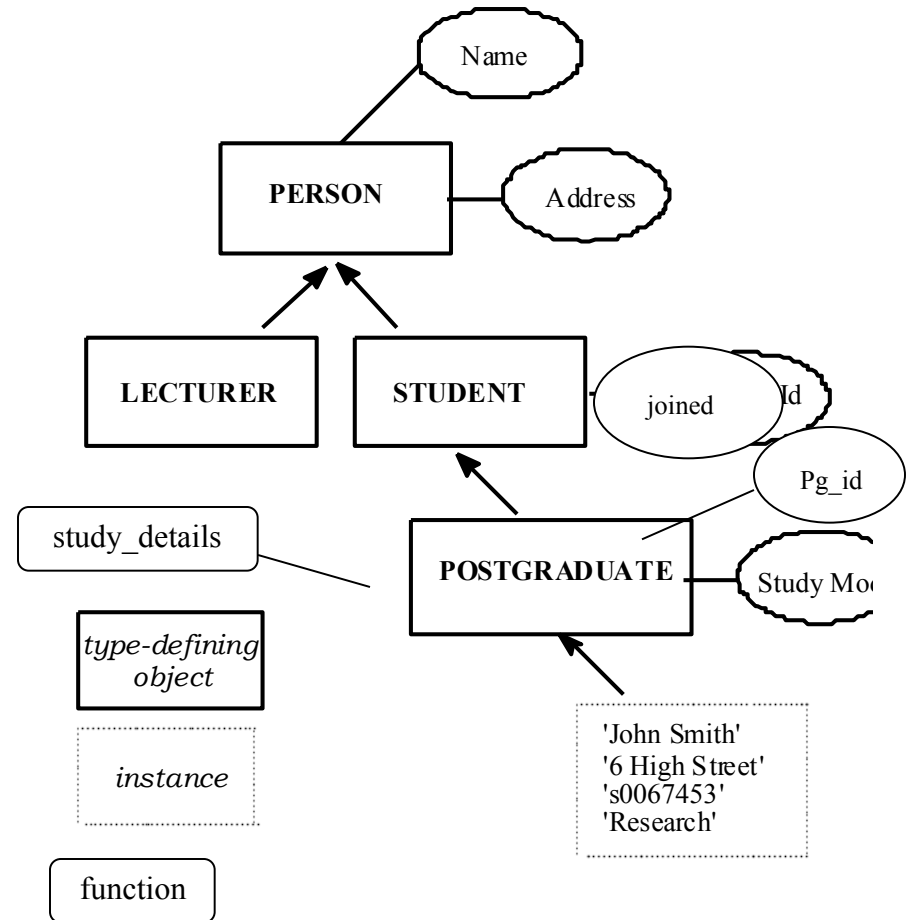 Name
PERSON
Address
LECTURER
STUDENT
joined
Id
Pg_id
study_details
POSTGRADUATE
Study Mo
type-defining
object
'John Smith'
'6 High Street'
's0067453'
'Research'
instance
function